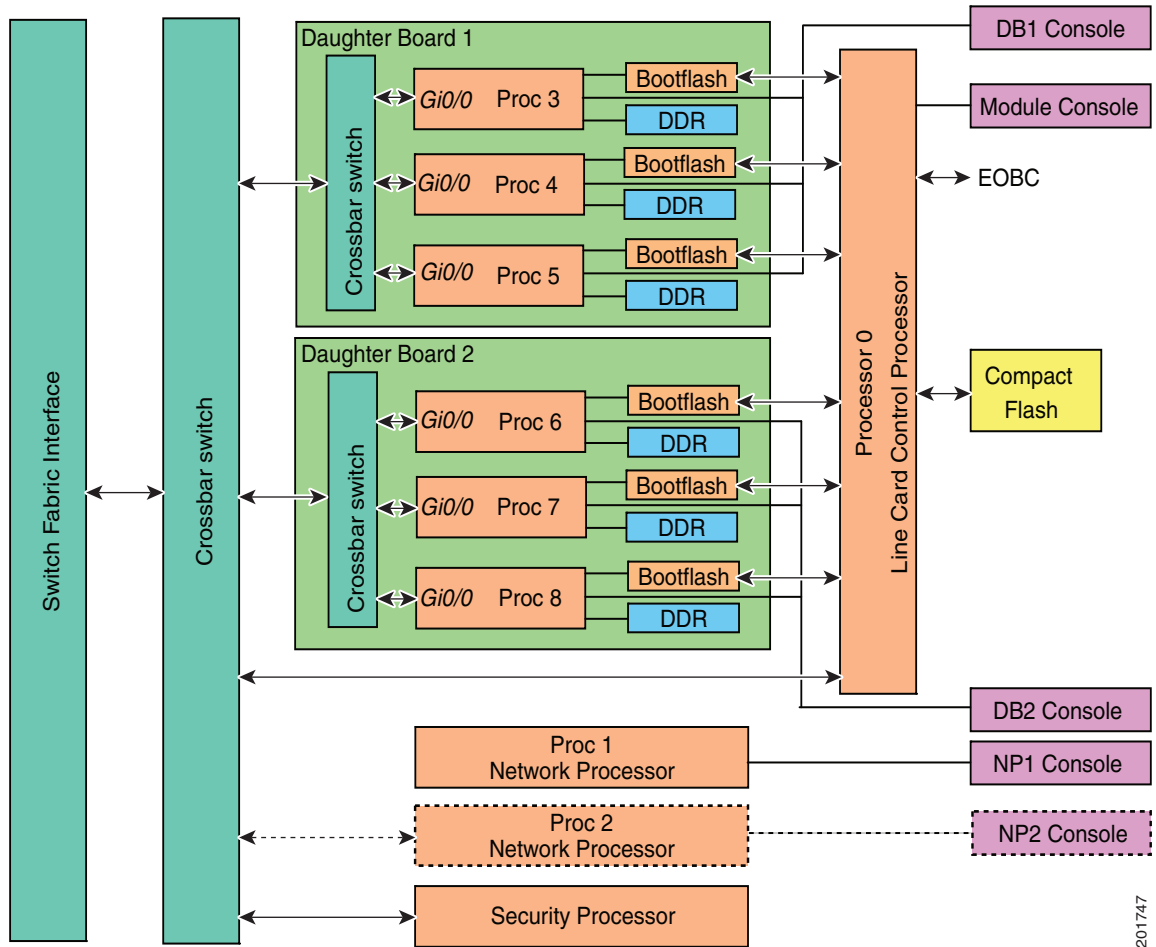 Switch Fabric Interface
Crossbar switch
Daughter Board 1
Crossbar switch
Gi0/0 Proc 3
Bootflash
DDR
Gi0/0 Proc 4
Bootflash
DDR
Gi0/0 Proc 5
Bootflash
DDR
Daughter Board 2
Crossbar switch
Gi0/0 Proc 6
Bootflash
DDR
Gi0/0 Proc 7
Bootflash
DDR
Gi0/0 Proc 8
Bootflash
DDR
Processor 0
Line Card Control Processor
DB1 Console
Module Console
EOBC
Compact
Flash
DB2 Console
Proc 1
Network Processor
NP1 Console
Proc 2
Network Processor
NP2 Console
Security Processor
201747